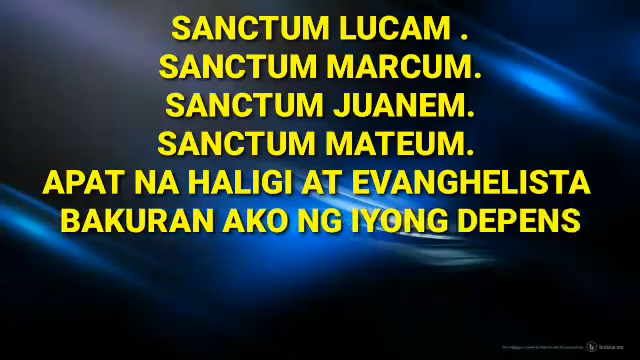 SANCTUM LUCAM .
SANCTUM MARCUM.
SANCTUM JUANEM.
SANCTUM MATEUM.
APAT NA HALIGI AT EVANGHELISTA
BAKURAN AKO NG IYONG DEPENS